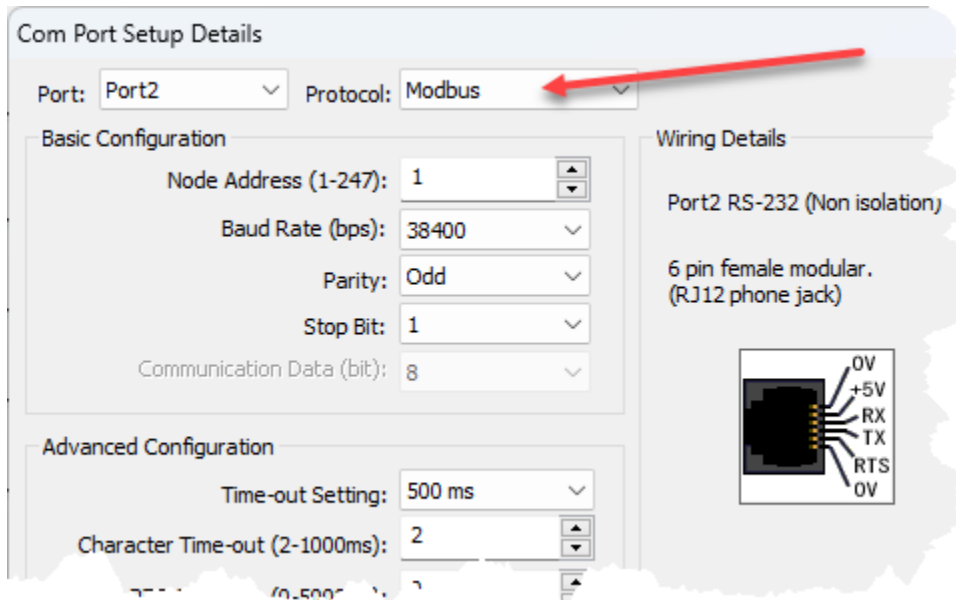 Com Port Setup Details
Port: Port2 Protocol: Modbus
Basic Configuration
Node Address (1-247): 1
Baud Rate (bps): 38400
Parity: Odd
Stop Bit: 1
Communication Data (bit): 8
Advanced Configuration
Time-out Setting: 500 ms
Character Time-out (2-1000ms): 2
Wiring Details
Port2 RS-232 (Non isolation)
6 pin female modular.
(RJ12 phone jack)
0V
+5V
RX
TX
RTS
0V